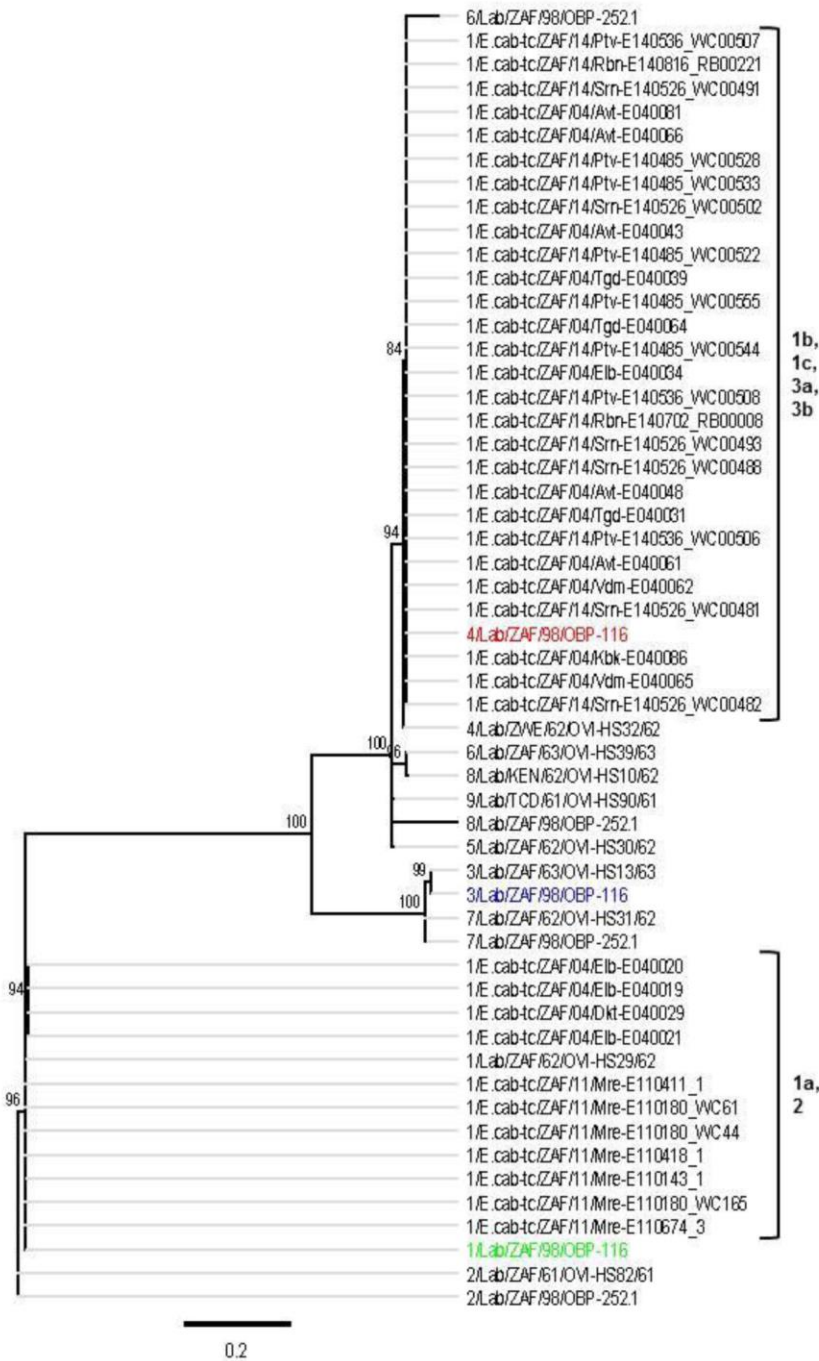 6/Lab/ZAF/98/OBP-252.1
1/E.cab-tc/ZAF/14/Ptv-E140536_WC00507
1/E.cab-tc/ZAF/14/Rbn-E140816_RB00221
1/E.cab-tc/ZAF/14/Srn-E140526_WC00491
1/E.cab-tc/ZAF/04/Avt-E040081
1/E.cab-tc/ZAF/04/Avt-E040066
1/E.cab-tc/ZAF/14/Ptv-E140485_WC00528
1/E.cab-tc/ZAF/14/Ptv-E140485_WC00533
1/E.cab-tc/ZAF/14/Srn-E140526_WC00502
1/E.cab-tc/ZAF/04/Avt-E040043
1/E.cab-tc/ZAF/14/Ptv-E140485_WC00522
1/E.cab-tc/ZAF/04/Tgd-E040039
1/E.cab-tc/ZAF/14/Ptv-E140485_WC00555
1/E.cab-tc/ZAF/04/Tgd-E040064
84 1/E.cab-tc/ZAF/14/Ptv-E140485_WC00544
1b,
1c,
3a,
3b
1/E.cab-tc/ZAF/04/Elb-E040034
1/E.cab-tc/ZAF/14/Ptv-E140536_WC00508
1/E.cab-tc/ZAF/14/Rbn-E140702_RB00008
1/E.cab-tc/ZAF/14/Srn-E140526_WC00493
1/E.cab-tc/ZAF/14/Srn-E140526_WC00488
1/E.cab-tc/ZAF/04/Avt-E040048
1/E.cab-tc/ZAF/04/Tgd-E040031
94 1/E.cab-tc/ZAF/14/Ptv-E140536_WC00506
1/E.cab-tc/ZAF/04/Avt-E040061
1/E.cab-tc/ZAF/04/Vdm-E040062
1/E.cab-tc/ZAF/14/Srn-E140526_WC00481
4/Lab/ZAF/98/OBP-116
1/E.cab-tc/ZAF/04/Kbk-E040086
1/E.cab-tc/ZAF/04/Vdm-E040065
1/E.cab-tc/ZAF/14/Srn-E140526_WC00482
4/Lab/ZWE/62/OVI-HS32/62
100 6/Lab/ZAF/63/OVI-HS39/63
8/Lab/KEN/62/OVI-HS10/62
9/Lab/TCD/61/OVI-HS90/61
100 8/Lab/ZAF/98/OBP-252.1
5/Lab/ZAF/62/OVI-HS30/62
99 3/Lab/ZAF/63/OVI-HS13/63
3/Lab/ZAF/98/OBP-116
100 7/Lab/ZAF/62/OVI-HS31/62
7/Lab/ZAF/98/OBP-252.1
1/E.cab-tc/ZAF/04/Elb-E040020
94 1/E.cab-tc/ZAF/04/Elb-E040019
1/E.cab-tc/ZAF/04/Dkt-E040029
1/E.cab-tc/ZAF/04/Elb-E040021
1/Lab/ZAF/62/OVI-HS29/62
1/E.cab-tc/ZAF/11/Mre-E110411_1
1a,
2
96 1/E.cab-tc/ZAF/11/Mre-E110180_WC61
1/E.cab-tc/ZAF/11/Mre-E110180_WC44
1/E.cab-tc/ZAF/11/Mre-E110418_1
1/E.cab-tc/ZAF/11/Mre-E110143_1
1/E.cab-tc/ZAF/11/Mre-E110180_WC165
1/E.cab-tc/ZAF/11/Mre-E110674_3
1/Lab/ZAF/98/OBP-116
2/Lab/ZAF/61/OVI-HS82/61
2/Lab/ZAF/98/OBP-252.1
0.2